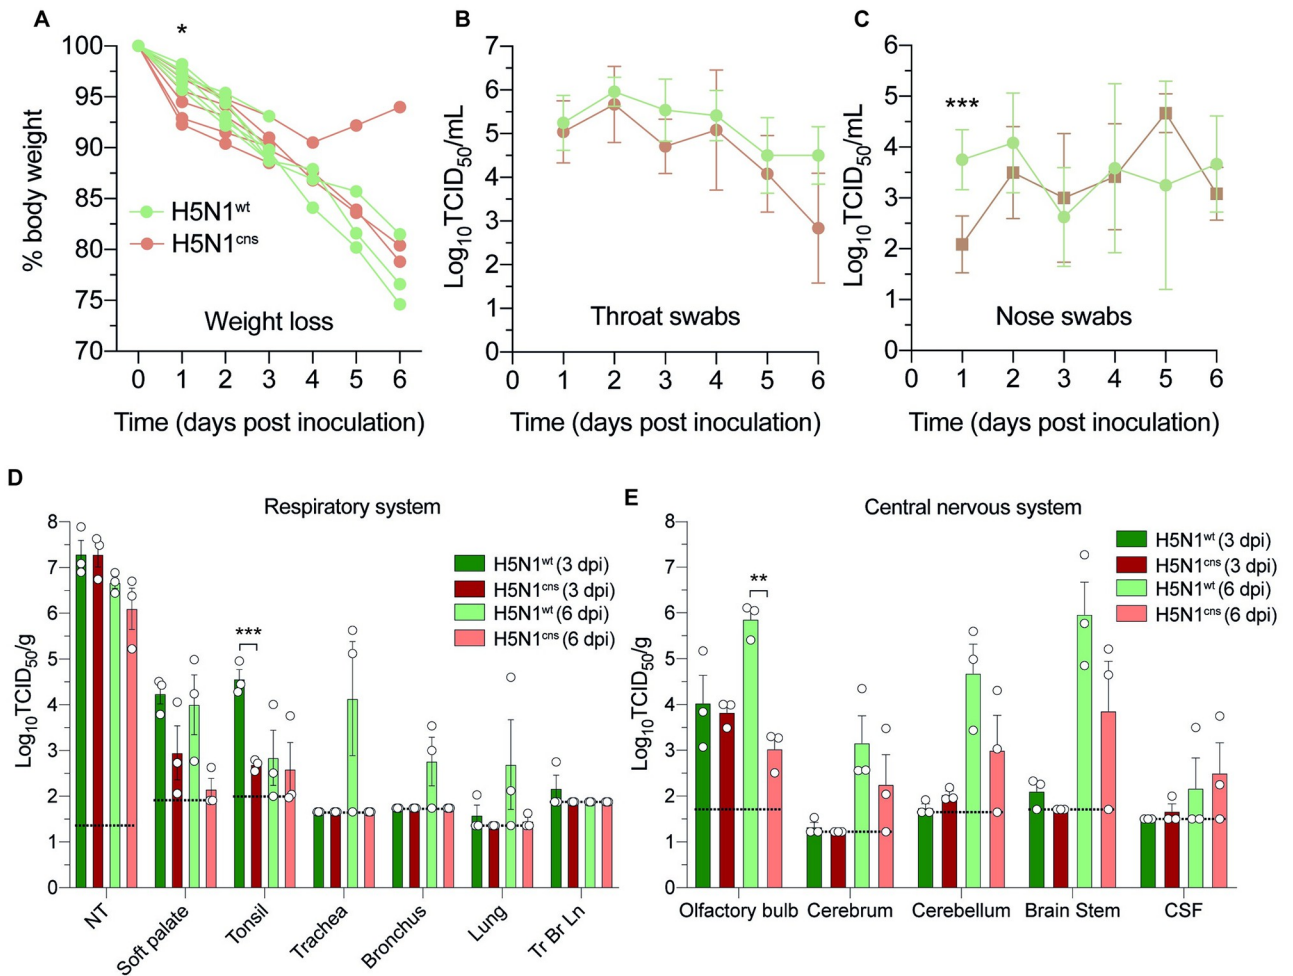 A
*
100
95
90
85
80
75
70
% body weight
H5N1wt
H5N1cns
Weight loss
0 1 2 3 4 5 6
Time (days post inoculation)
B
7
6
5
4
3
2
1
0
Log10TCID50/mL
Throat swabs
0 1 2 3 4 5 6
Time (days post inoculation)
C
6
5
4
3
2
1
0
Log10TCID50/mL
***
Nose swabs
0 1 2 3 4 5 6
Time (days post inoculation)
D
Respiratory system
8
7
6
5
4
3
2
1
0
Log10TCID50/g
H5N1wt (3 dpi)
H5N1cns (3 dpi)
H5N1wt (6 dpi)
H5N1cns (6 dpi)
***
NT
Soft palate
Tonsil
Trachea
Bronchus
Lung
Tr Br Ln
E
Central nervous system
8
7
6
5
4
3
2
1
0
Log10TCID50/g
H5N1wt (3 dpi)
H5N1cns (3 dpi)
H5N1wt (6 dpi)
H5N1cns (6 dpi)
**
Olfactory bulb
Cerebrum
Cerebellum
Brain Stem
CSF